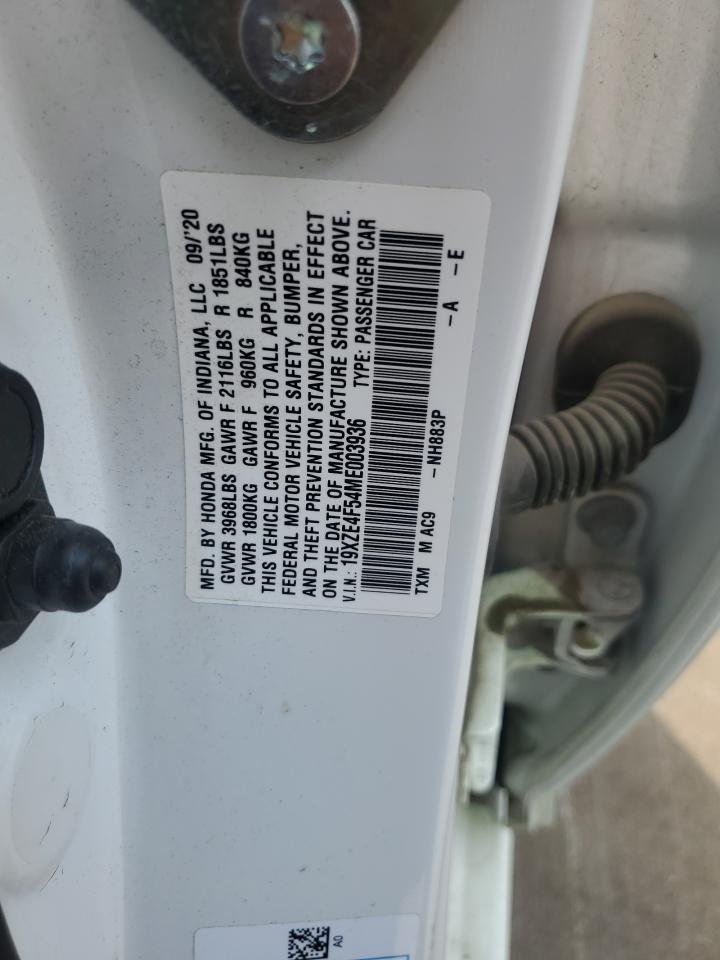 MFD. BY HONDA MFG. OF INDIANA, LLC 09/'20
GVWR 3968LBS GAWR F 2116LBS R 1851LBS
GVWR 1800KG GAWR F 960KG R 840KG
THIS VEHICLE CONFORMS TO ALL APPLICABLE
FEDERAL MOTOR VEHICLE SAFETY, BUMPER,
AND THEFT PREVENTION STANDARDS IN EFFECT
ON THE DATE OF MANUFACTURE SHOWN ABOVE.
V.I.N.: 19XZE4F54ME003936 TYPE: PASSENGER CAR
TXM M AC9 -NH883P -A -E
A0